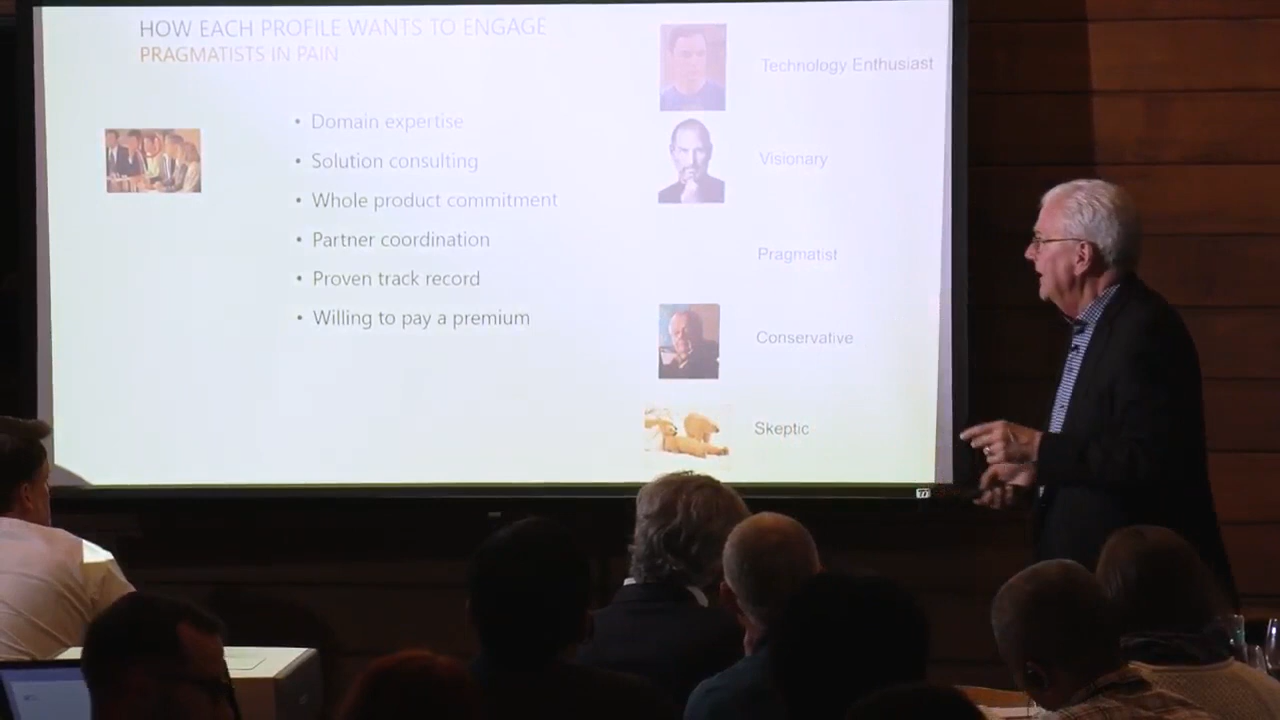 HOW EACH PROFILE WANTS TO ENGAGE
PRAGMATISTS IN PAIN
• Domain expertise
• Solution consulting
• Whole product commitment
• Partner coordination
• Proven track record
• Willing to pay a premium
Technology Enthusiast
Visionary
Pragmatist
Conservative
Skeptic